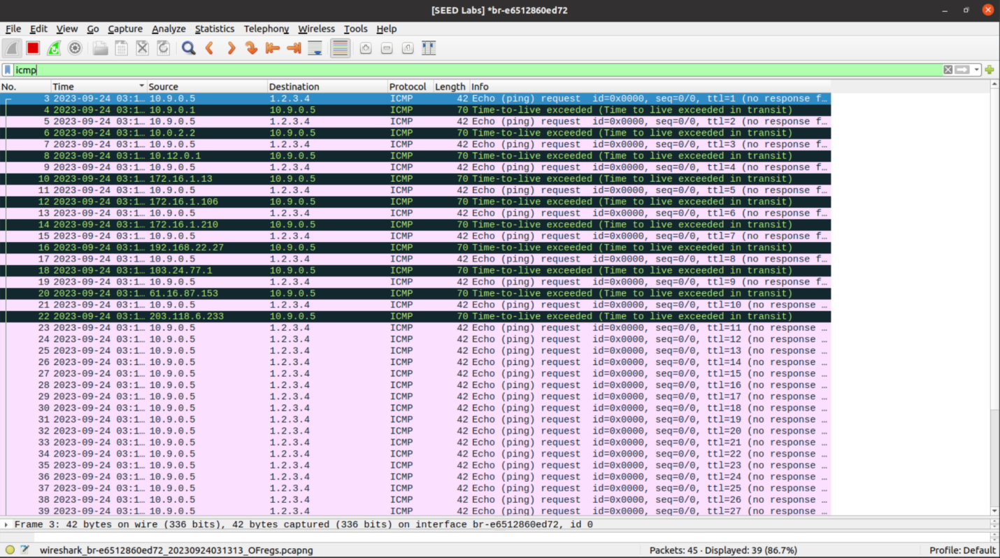 [SEED Labs] *br-e6512860ed72
File Edit View Go Capture Analyze Statistics Telephony Wireless Tools Help
icmp
No. Time Source Destination Protocol Length Info
3 2023-09-24 03:1… 10.9.0.5 1.2.3.4 ICMP 42 Echo (ping) request id=0x0000, seq=0/0, ttl=1 (no response f…
4 2023-09-24 03:1… 10.9.0.1 10.9.0.5 ICMP 70 Time-to-live exceeded (Time to live exceeded in transit)
5 2023-09-24 03:1… 10.9.0.5 1.2.3.4 ICMP 42 Echo (ping) request id=0x0000, seq=0/0, ttl=2 (no response f…
6 2023-09-24 03:1… 10.0.2.2 10.9.0.5 ICMP 70 Time-to-live exceeded (Time to live exceeded in transit)
7 2023-09-24 03:1… 10.9.0.5 1.2.3.4 ICMP 42 Echo (ping) request id=0x0000, seq=0/0, ttl=3 (no response f…
8 2023-09-24 03:1… 10.12.0.1 10.9.0.5 ICMP 70 Time-to-live exceeded (Time to live exceeded in transit)
9 2023-09-24 03:1… 10.9.0.5 1.2.3.4 ICMP 42 Echo (ping) request id=0x0000, seq=0/0, ttl=4 (no response f…
10 2023-09-24 03:1… 172.16.1.13 10.9.0.5 ICMP 70 Time-to-live exceeded (Time to live exceeded in transit)
11 2023-09-24 03:1… 10.9.0.5 1.2.3.4 ICMP 42 Echo (ping) request id=0x0000, seq=0/0, ttl=5 (no response f…
12 2023-09-24 03:1… 172.16.1.106 10.9.0.5 ICMP 70 Time-to-live exceeded (Time to live exceeded in transit)
13 2023-09-24 03:1… 10.9.0.5 1.2.3.4 ICMP 42 Echo (ping) request id=0x0000, seq=0/0, ttl=6 (no response f…
14 2023-09-24 03:1… 172.16.1.210 10.9.0.5 ICMP 70 Time-to-live exceeded (Time to live exceeded in transit)
15 2023-09-24 03:1… 10.9.0.5 1.2.3.4 ICMP 42 Echo (ping) request id=0x0000, seq=0/0, ttl=7 (no response f…
16 2023-09-24 03:1… 192.168.22.27 10.9.0.5 ICMP 70 Time-to-live exceeded (Time to live exceeded in transit)
17 2023-09-24 03:1… 10.9.0.5 1.2.3.4 ICMP 42 Echo (ping) request id=0x0000, seq=0/0, ttl=8 (no response f…
18 2023-09-24 03:1… 103.24.77.1 10.9.0.5 ICMP 70 Time-to-live exceeded (Time to live exceeded in transit)
19 2023-09-24 03:1… 10.9.0.5 1.2.3.4 ICMP 42 Echo (ping) request id=0x0000, seq=0/0, ttl=9 (no response f…
20 2023-09-24 03:1… 61.16.87.153 10.9.0.5 ICMP 70 Time-to-live exceeded (Time to live exceeded in transit)
21 2023-09-24 03:1… 10.9.0.5 1.2.3.4 ICMP 42 Echo (ping) request id=0x0000, seq=0/0, ttl=10 (no response …
22 2023-09-24 03:1… 203.118.6.233 10.9.0.5 ICMP 70 Time-to-live exceeded (Time to live exceeded in transit)
23 2023-09-24 03:1… 10.9.0.5 1.2.3.4 ICMP 42 Echo (ping) request id=0x0000, seq=0/0, ttl=11 (no response …
24 2023-09-24 03:1… 10.9.0.5 1.2.3.4 ICMP 42 Echo (ping) request id=0x0000, seq=0/0, ttl=12 (no response …
25 2023-09-24 03:1… 10.9.0.5 1.2.3.4 ICMP 42 Echo (ping) request id=0x0000, seq=0/0, ttl=13 (no response …
26 2023-09-24 03:1… 10.9.0.5 1.2.3.4 ICMP 42 Echo (ping) request id=0x0000, seq=0/0, ttl=14 (no response …
27 2023-09-24 03:1… 10.9.0.5 1.2.3.4 ICMP 42 Echo (ping) request id=0x0000, seq=0/0, ttl=15 (no response …
28 2023-09-24 03:1… 10.9.0.5 1.2.3.4 ICMP 42 Echo (ping) request id=0x0000, seq=0/0, ttl=16 (no response …
29 2023-09-24 03:1… 10.9.0.5 1.2.3.4 ICMP 42 Echo (ping) request id=0x0000, seq=0/0, ttl=17 (no response …
30 2023-09-24 03:1… 10.9.0.5 1.2.3.4 ICMP 42 Echo (ping) request id=0x0000, seq=0/0, ttl=18 (no response …
31 2023-09-24 03:1… 10.9.0.5 1.2.3.4 ICMP 42 Echo (ping) request id=0x0000, seq=0/0, ttl=19 (no response …
32 2023-09-24 03:1… 10.9.0.5 1.2.3.4 ICMP 42 Echo (ping) request id=0x0000, seq=0/0, ttl=20 (no response …
33 2023-09-24 03:1… 10.9.0.5 1.2.3.4 ICMP 42 Echo (ping) request id=0x0000, seq=0/0, ttl=21 (no response …
34 2023-09-24 03:1… 10.9.0.5 1.2.3.4 ICMP 42 Echo (ping) request id=0x0000, seq=0/0, ttl=22 (no response …
35 2023-09-24 03:1… 10.9.0.5 1.2.3.4 ICMP 42 Echo (ping) request id=0x0000, seq=0/0, ttl=23 (no response …
36 2023-09-24 03:1… 10.9.0.5 1.2.3.4 ICMP 42 Echo (ping) request id=0x0000, seq=0/0, ttl=24 (no response …
37 2023-09-24 03:1… 10.9.0.5 1.2.3.4 ICMP 42 Echo (ping) request id=0x0000, seq=0/0, ttl=25 (no response …
38 2023-09-24 03:1… 10.9.0.5 1.2.3.4 ICMP 42 Echo (ping) request id=0x0000, seq=0/0, ttl=26 (no response …
39 2023-09-24 03:1… 10.9.0.5 1.2.3.4 ICMP 42 Echo (ping) request id=0x0000, seq=0/0, ttl=27 (no response …
Frame 3: 42 bytes on wire (336 bits), 42 bytes captured (336 bits) on interface br-e6512860ed72, id 0
wireshark_br-e6512860ed72_20230924031313_OFregs.pcapng Packets: 45 · Displayed: 39 (86.7%) Profile: Default